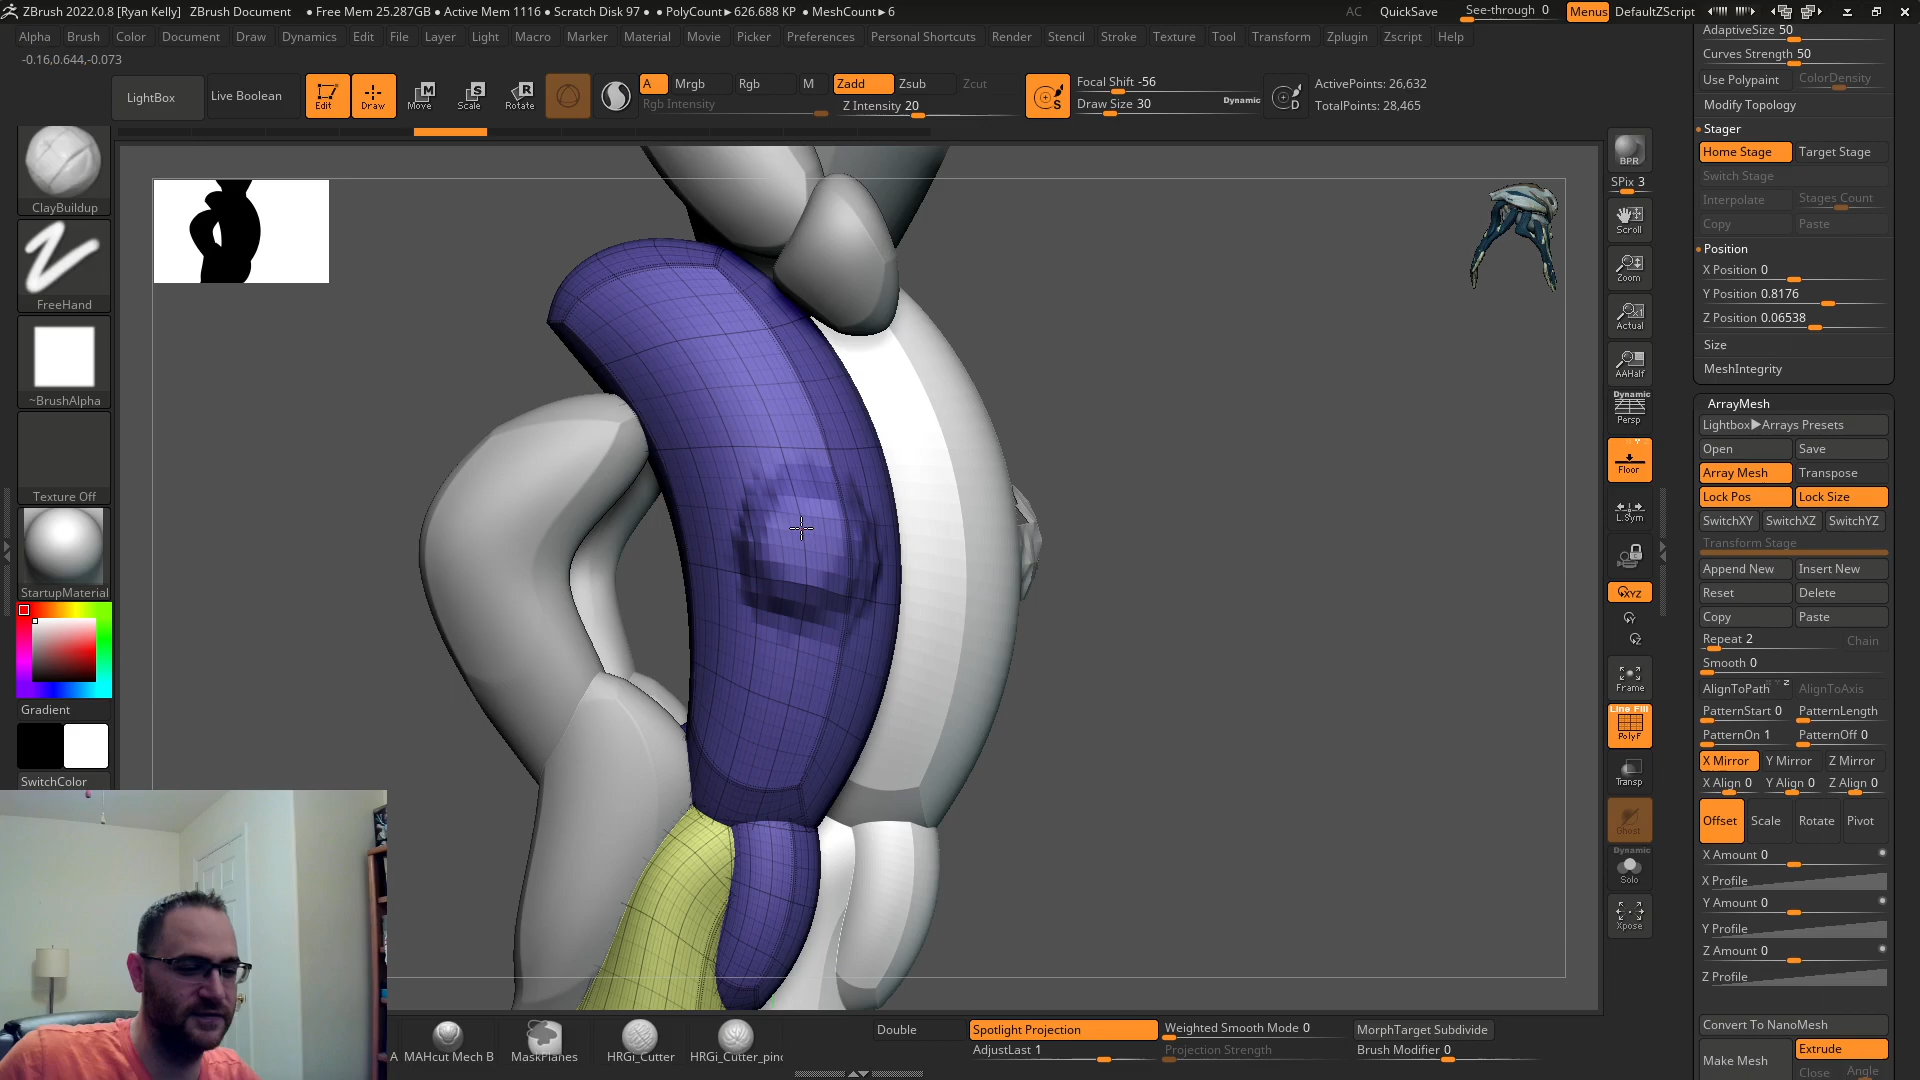 ZBrush 2022.0.8 [Ryan Kelly] ZBrush Document • Free Mem 25.287GB • Active Mem 1116 • Scratch Disk 97 • • PolyCount▸626.688 KP • MeshCount▸6 AC QuickSave See-through 0 Menus DefaultZScript
Alpha Brush Color Document Draw Dynamics Edit File Layer Light Macro Marker Material Movie Picker Preferences Personal Shortcuts Render Stencil Stroke Texture Tool Transform Zplugin Zscript Help
-0.16,0.644,-0.073
LightBox Live Boolean Edit Draw Move Scale Rotate
A Mrgb Rgb M Zadd Zsub Zcut
Rgb Intensity Z Intensity 20
Focal Shift -56
Draw Size 30 Dynamic
ActivePoints: 26,632
TotalPoints: 28,465
ClayBuildup
FreeHand
~BrushAlpha
Texture Off
StartupMaterial
Gradient
SwitchColor
BPR
SPix 3
Scroll
Zoom
Actual
AAHalf
Dynamic
Persp
Floor
L.Sym
XYZ
Frame
Line Fill
PolyF
Transp
Ghost
Dynamic
Solo
Xpose
AdaptiveSize 50
Curves Strength 50
Use Polypaint ColorDensity
Modify Topology
Stager
Home Stage Target Stage
Switch Stage
Interpolate Stages Count
Copy Paste
Position
X Position 0
Y Position 0.8176
Z Position 0.06538
Size
MeshIntegrity
ArrayMesh
Lightbox▶Arrays Presets
Open Save
Array Mesh Transpose
Lock Pos Lock Size
SwitchXY SwitchXZ SwitchYZ
Transform Stage
Append New Insert New
Reset Delete
Copy Paste
Repeat 2 Chain
Smooth 0
AlignToPath AlignToAxis
PatternStart 0 PatternLength
PatternOn 1 PatternOff 0
X Mirror Y Mirror Z Mirror
X Align 0 Y Align 0 Z Align 0
Offset Scale Rotate Pivot
X Amount 0
X Profile
Y Amount 0
Y Profile
Z Amount 0
Z Profile
Convert To NanoMesh
Make Mesh Extrude
Close Angle
A MAHcut Mech B MaskPlanes HRGi_Cutter HRGi_Cutter_pinc
Double Spotlight Projection Weighted Smooth Mode 0 MorphTarget Subdivide
AdjustLast 1 Projection Strength Brush Modifier 0